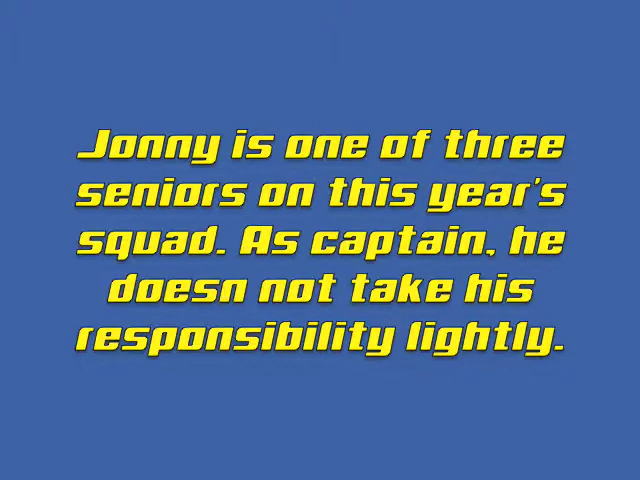 Jonny is one of three
seniors on this year's
squad. As captain, he
doesn not take his
responsibility lightly.